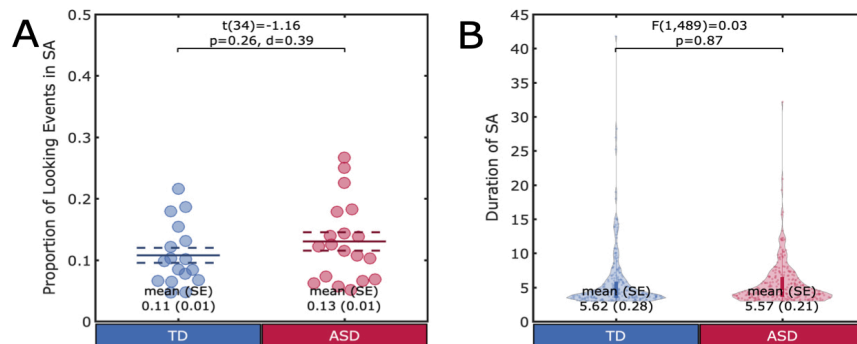 A
t(34)=-1.16
p=0.26, d=0.39
Proportion of Looking Events in SA
0.5
0.4
0.3
0.2
0.1
0
mean (SE)
0.11 (0.01)
mean (SE)
0.13 (0.01)
TD
ASD
B
F(1,489)=0.03
p=0.87
Duration of SA
45
40
35
30
25
20
15
10
5
0
mean (SE)
5.62 (0.28)
mean (SE)
5.57 (0.21)
TD
ASD